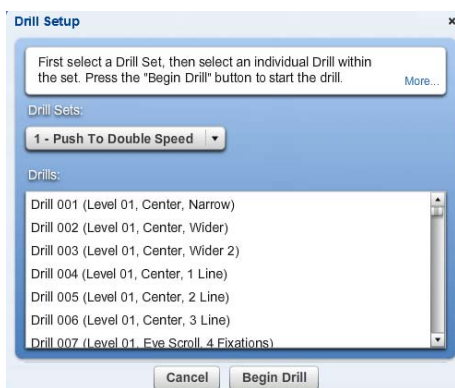 Drill Setup
First select a Drill Set, then select an individual Drill within
the set. Press the "Begin Drill" button to start the drill.
More...
Drill Sets:
1 - Push To Double Speed
Drills:
Drill 001 (Level 01, Center, Narrow)
Drill 002 (Level 01, Center, Wider)
Drill 003 (Level 01, Center, Wider 2)
Drill 004 (Level 01, Center, 1 Line)
Drill 005 (Level 01, Center, 2 Line)
Drill 006 (Level 01, Center, 3 Line)
Drill 007 (Level 01, Eye Scroll, 4 Fixations)
Cancel
Begin Drill